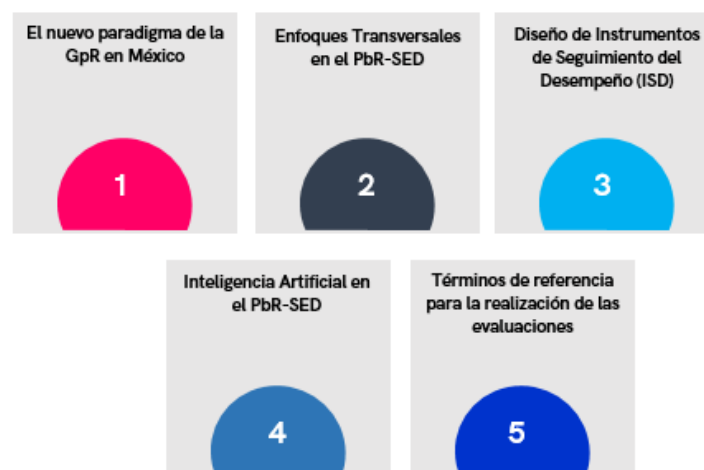 El nuevo paradigma de la
GpR en México
1
Enfoques Transversales
en el PbR-SED
2
Diseño de Instrumentos
de Seguimiento del
Desempeño (ISD)
3
Inteligencia Artificial en
el PbR-SED
4
Términos de referencia
para la realización de las
evaluaciones
5